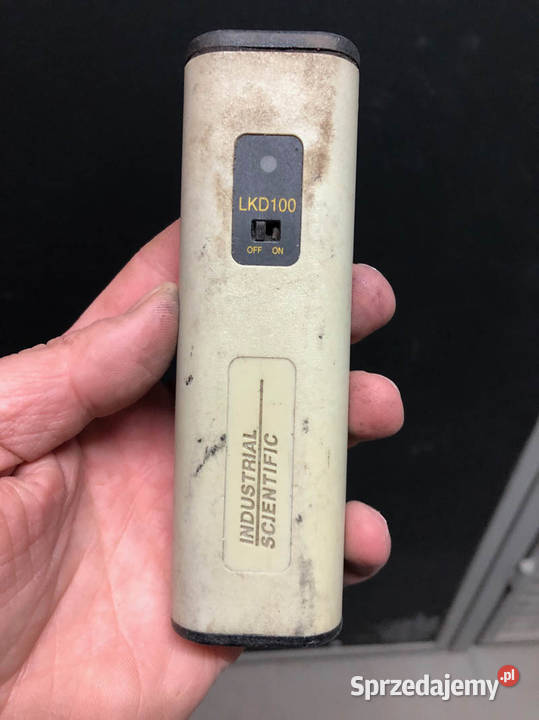 LKD100
OFF ON
INDUSTRIAL
SCIENTIFIC
Sprzedajemy.pl